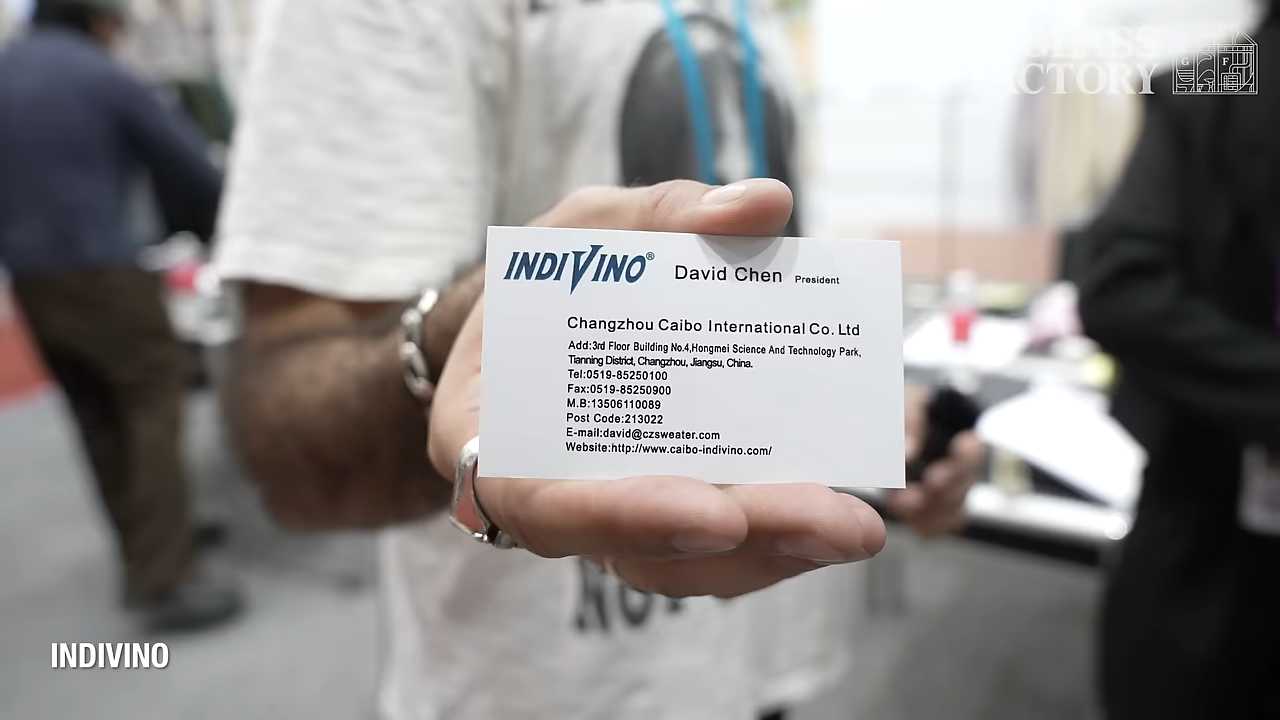 GLASS
FACTORY
G F
INDIVINO®
David Chen President
Changzhou Caibo International Co. Ltd
Add:3rd Floor Building No.4,Hongmei Science And Technology Park,
Tianning District, Changzhou, Jiangsu, China.
Tel:0519-85250100
Fax:0519-85250900
M.B:13506110089
Post Code:213022
E-mail:david@czsweater.com
Website:http://www.caibo-indivino.com/
INDIVINO